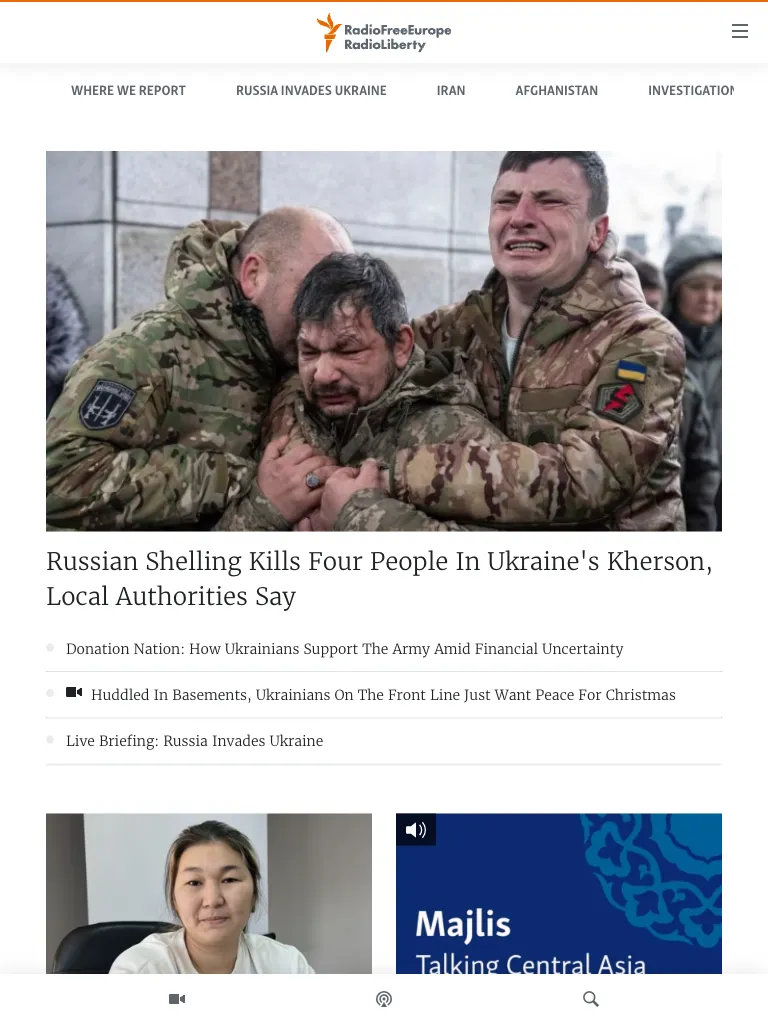 RadioFreeEurope
RadioLiberty
WHERE WE REPORT
RUSSIA INVADES UKRAINE
IRAN
AFGHANISTAN
INVESTIGATION
Russian Shelling Kills Four People In Ukraine's Kherson,
Local Authorities Say
Donation Nation: How Ukrainians Support The Army Amid Financial Uncertainty
Huddled In Basements, Ukrainians On The Front Line Just Want Peace For Christmas
Live Briefing: Russia Invades Ukraine
Majlis
Talking Central Asia